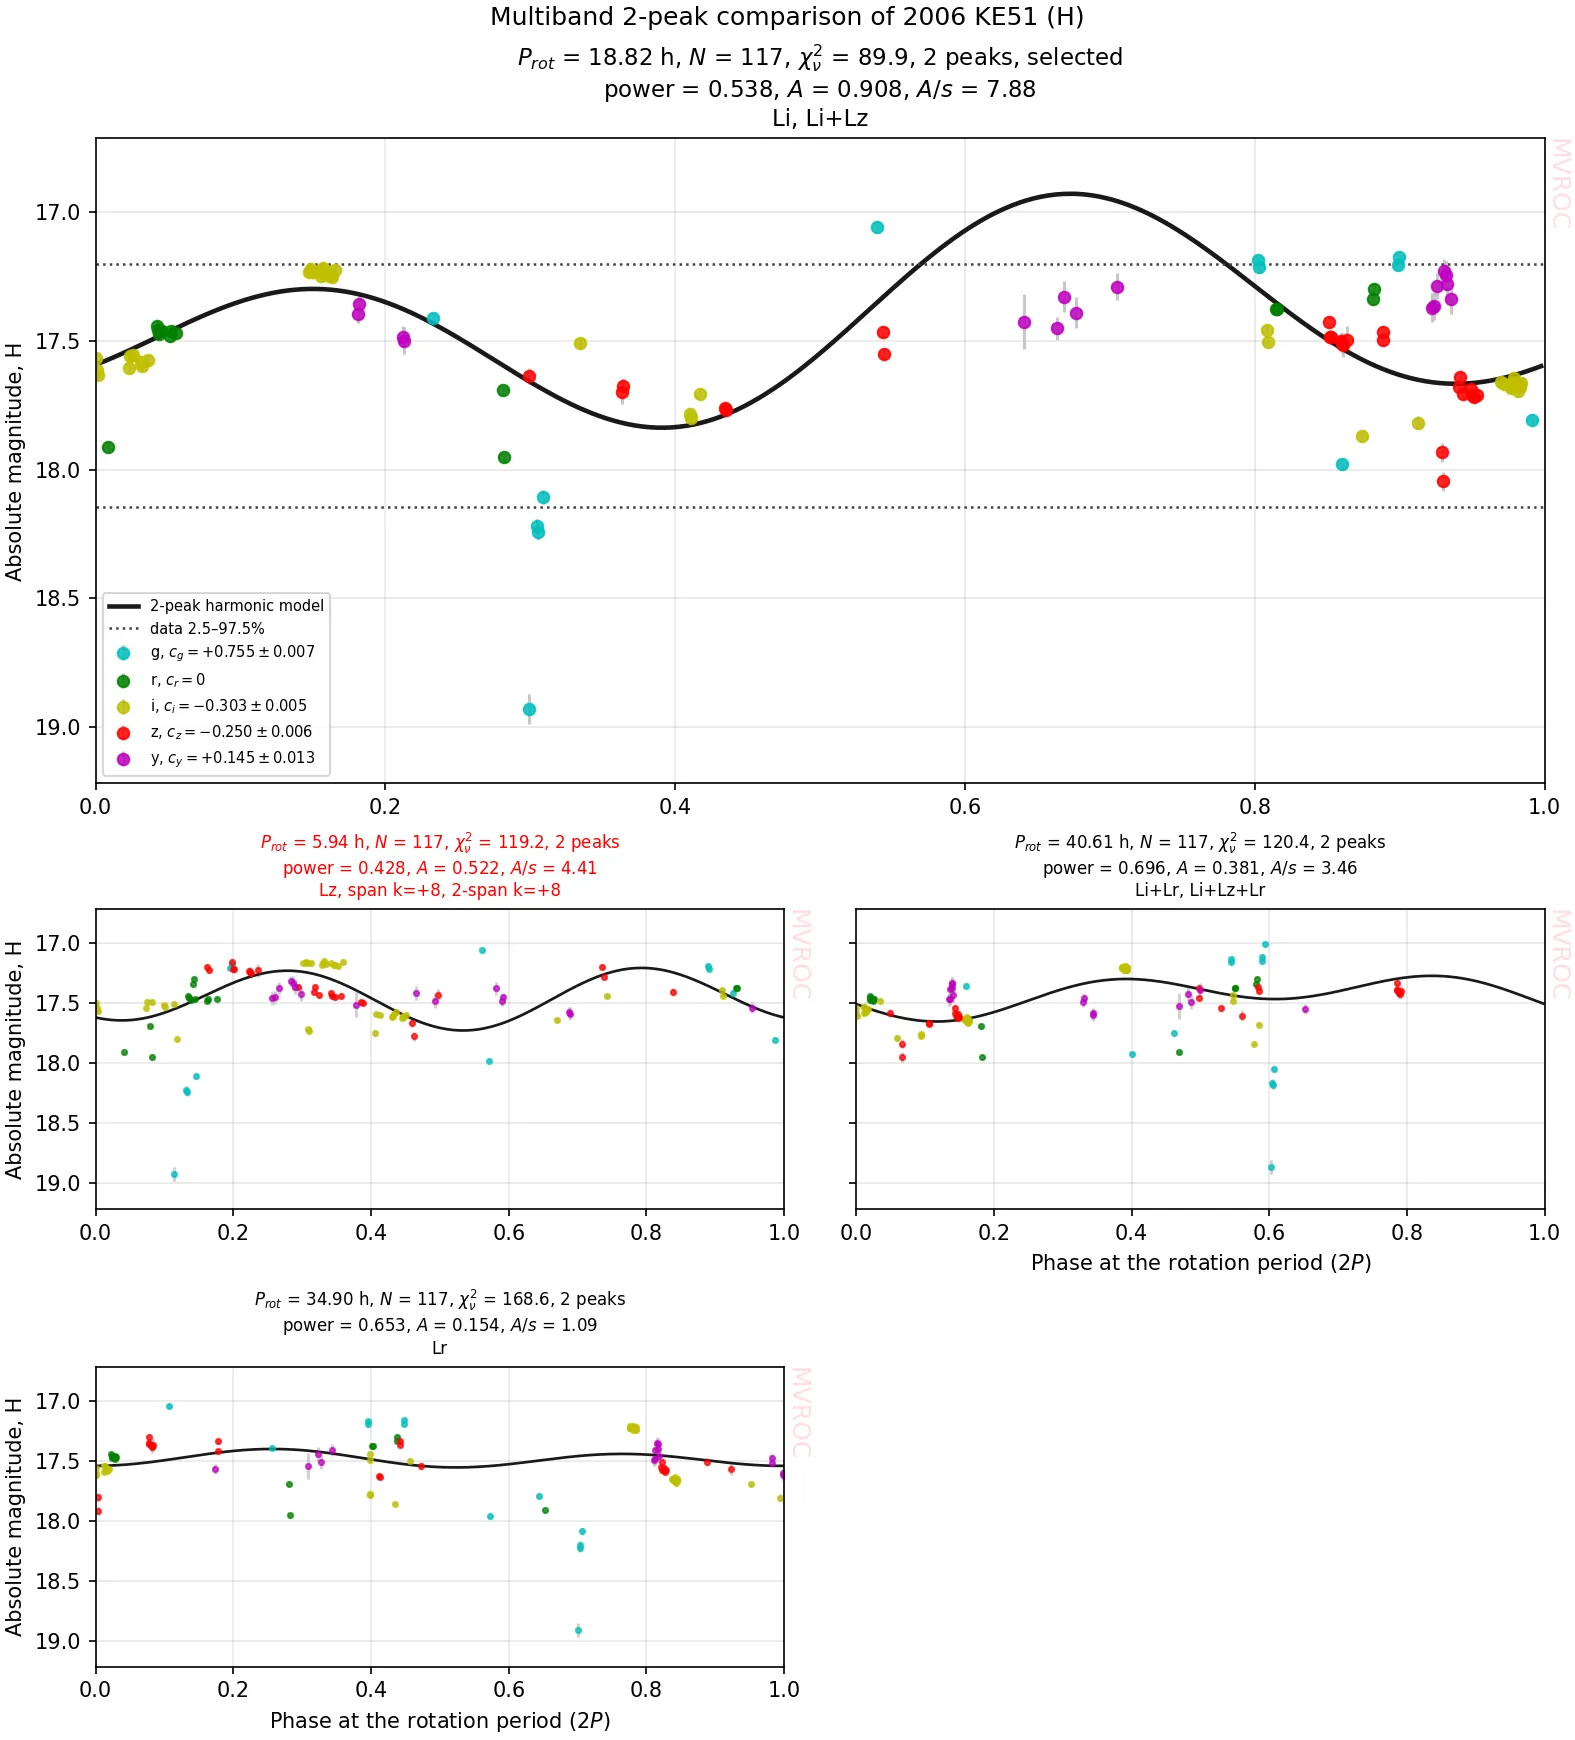 Multiband 2-peak comparison of 2006 KE51 (H)
P_rot = 18.82 h, N = 117, χ²_ν = 89.9, 2 peaks, selected
power = 0.538, A = 0.908, A/s = 7.88
Li, Li+Lz
MVROC
17.0
17.5
18.0
18.5
19.0
Absolute magnitude, H
2-peak harmonic model
data 2.5–97.5%
g, c_g = +0.755 ± 0.007
r, c_r = 0
i, c_i = −0.303 ± 0.005
z, c_z = −0.250 ± 0.006
y, c_y = +0.145 ± 0.013
0.0 0.2 0.4 0.6 0.8 1.0
P_rot = 5.94 h, N = 117, χ²_ν = 119.2, 2 peaks
power = 0.428, A = 0.522, A/s = 4.41
Lz, span k=+8, 2-span k=+8
MVROC
17.0
17.5
18.0
18.5
19.0
Absolute magnitude, H
0.0 0.2 0.4 0.6 0.8 1.0
P_rot = 40.61 h, N = 117, χ²_ν = 120.4, 2 peaks
power = 0.696, A = 0.381, A/s = 3.46
Li+Lr, Li+Lz+Lr
MVROC
0.0 0.2 0.4 0.6 0.8 1.0
Phase at the rotation period (2P)
P_rot = 34.90 h, N = 117, χ²_ν = 168.6, 2 peaks
power = 0.653, A = 0.154, A/s = 1.09
Lr
MVROC
17.0
17.5
18.0
18.5
19.0
Absolute magnitude, H
0.0 0.2 0.4 0.6 0.8 1.0
Phase at the rotation period (2P)